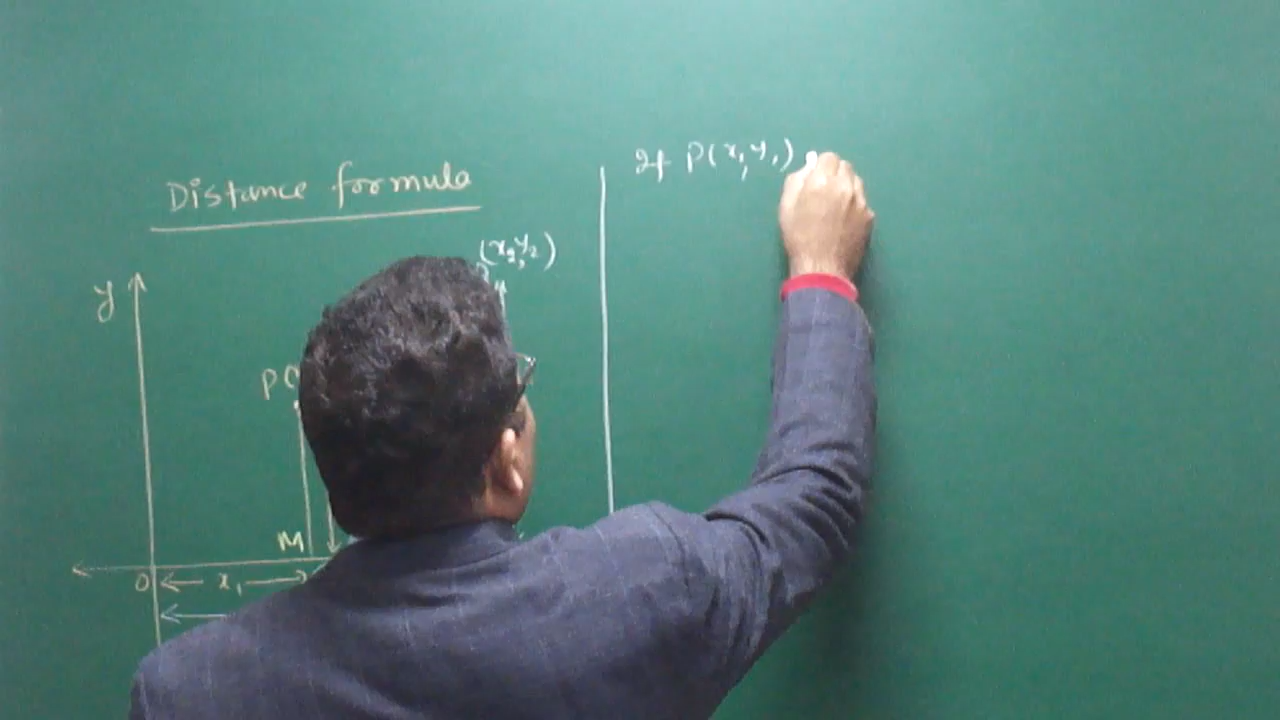 Distance formula
If P(x₁, y₁)
(x₂, y₂)
y
P(
M
O
x₁